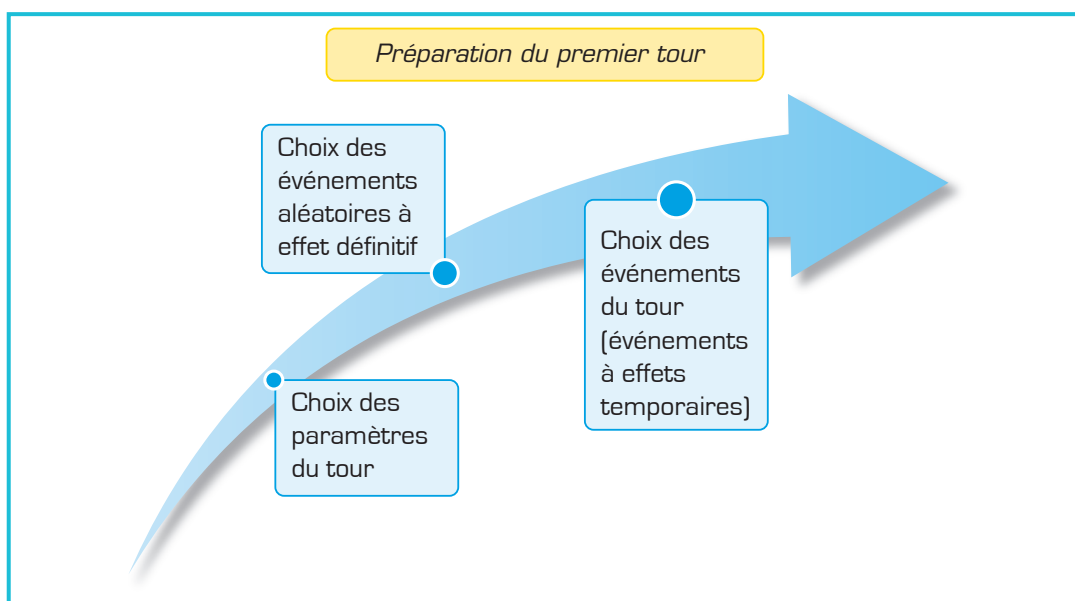 Préparation du premier tour
Choix des
événements
aléatoires à
effet définitif
Choix des
événements
du tour
(événements
à effets
temporaires)
Choix des
paramètres
du tour